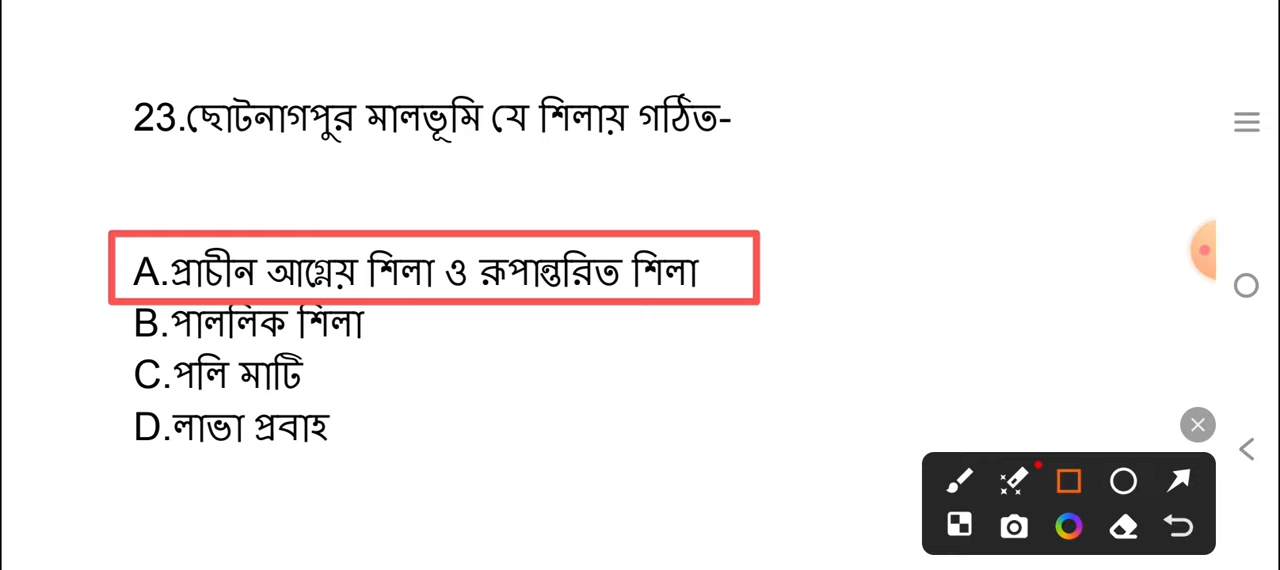 23.ছোটনাগপুর মালভূমি যে শিলায় গঠিত-
A.প্রাচীন আগ্নেয় শিলা ও রূপান্তরিত শিলা
B.পাললিক শিলা
C.পলি মাটি
D.লাভা প্রবাহ